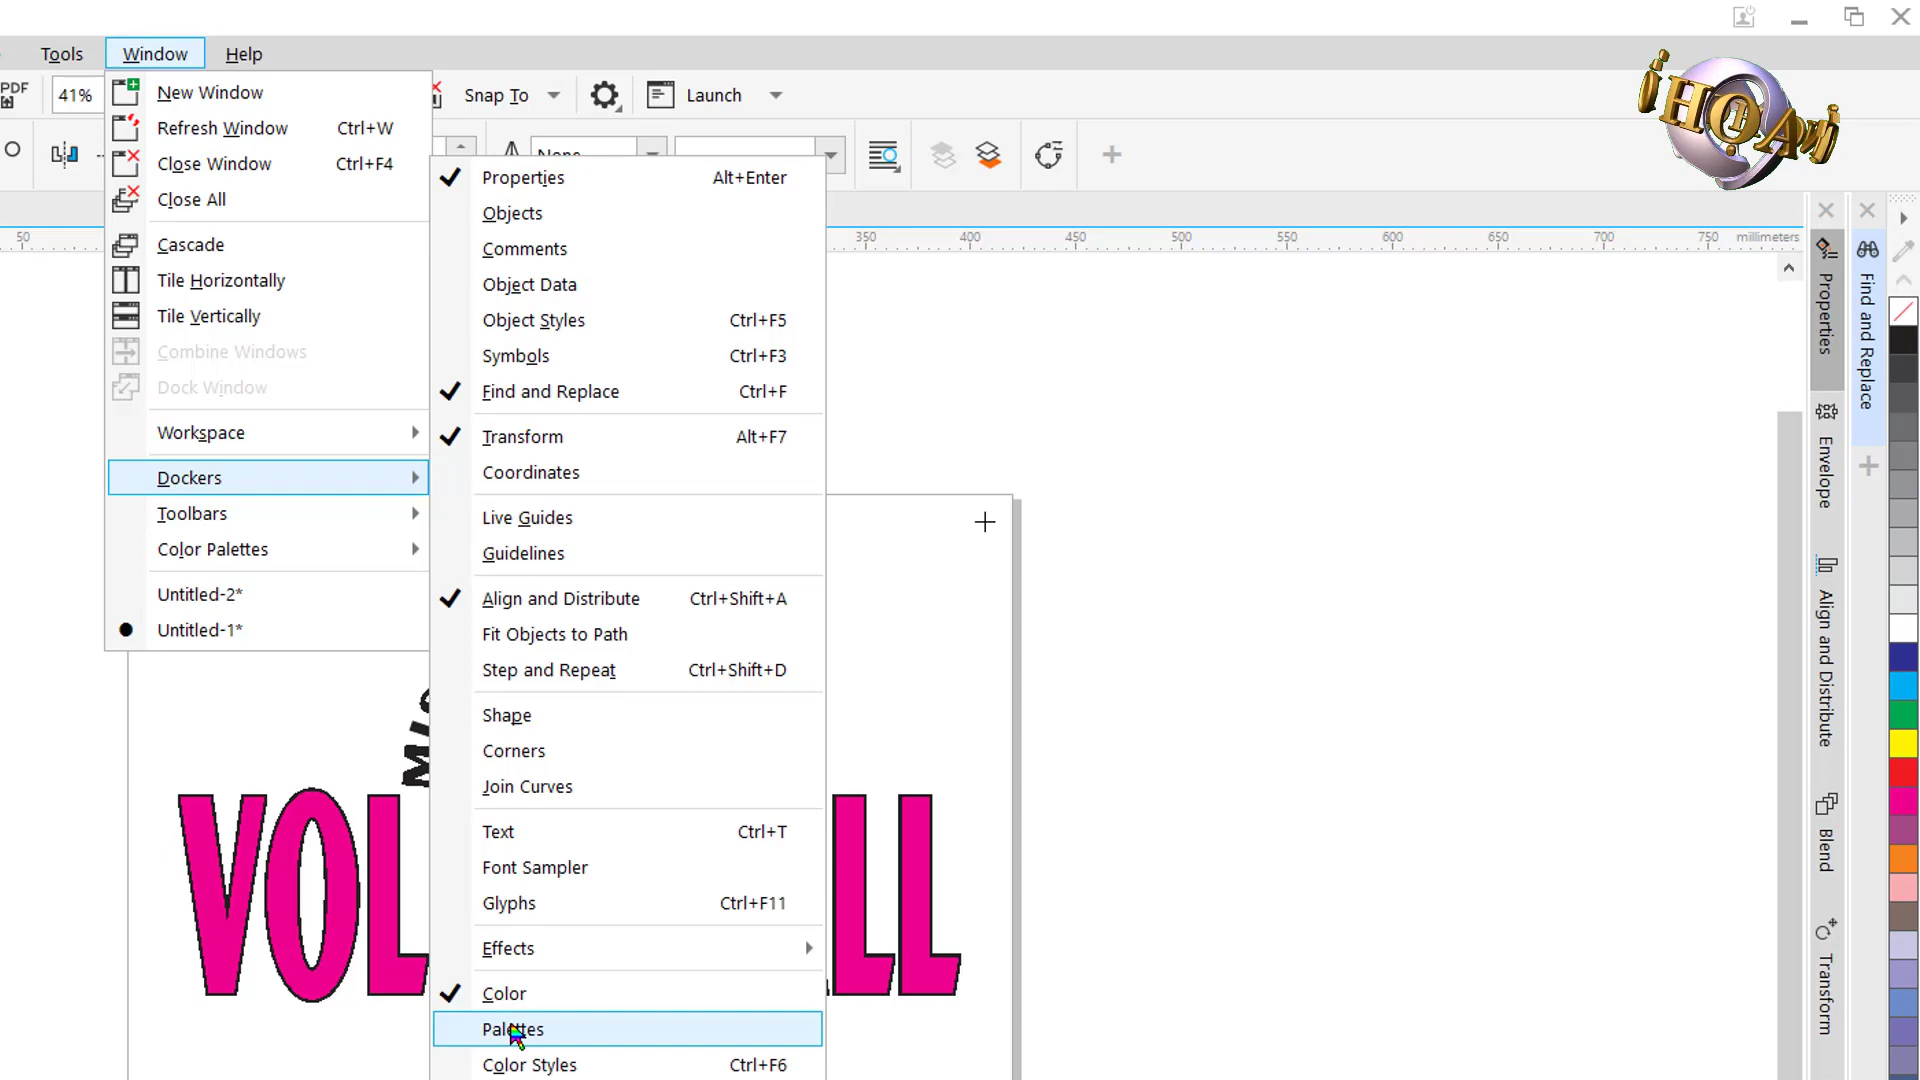 Tools Window Help
PDF 41% Snap To Launch
None
New Window
Refresh Window Ctrl+W
Close Window Ctrl+F4
Close All
Cascade
Tile Horizontally
Tile Vertically
Combine Windows
Dock Window
Workspace
Dockers
Toolbars
Color Palettes
Untitled-2*
Untitled-1*
Properties Alt+Enter
Objects
Comments
Object Data
Object Styles Ctrl+F5
Symbols Ctrl+F3
Find and Replace Ctrl+F
Transform Alt+F7
Coordinates
Live Guides
Guidelines
Align and Distribute Ctrl+Shift+A
Fit Objects to Path
Step and Repeat Ctrl+Shift+D
Shape
Corners
Join Curves
Text Ctrl+T
Font Sampler
Glyphs Ctrl+F11
Effects
Color
Palettes
Color Styles Ctrl+F6
50 350 400 450 500 550 600 650 700 750 millimeters
Properties
Envelope
Align and Distribute
Blend
Transform
Find and Replace
VOL LL